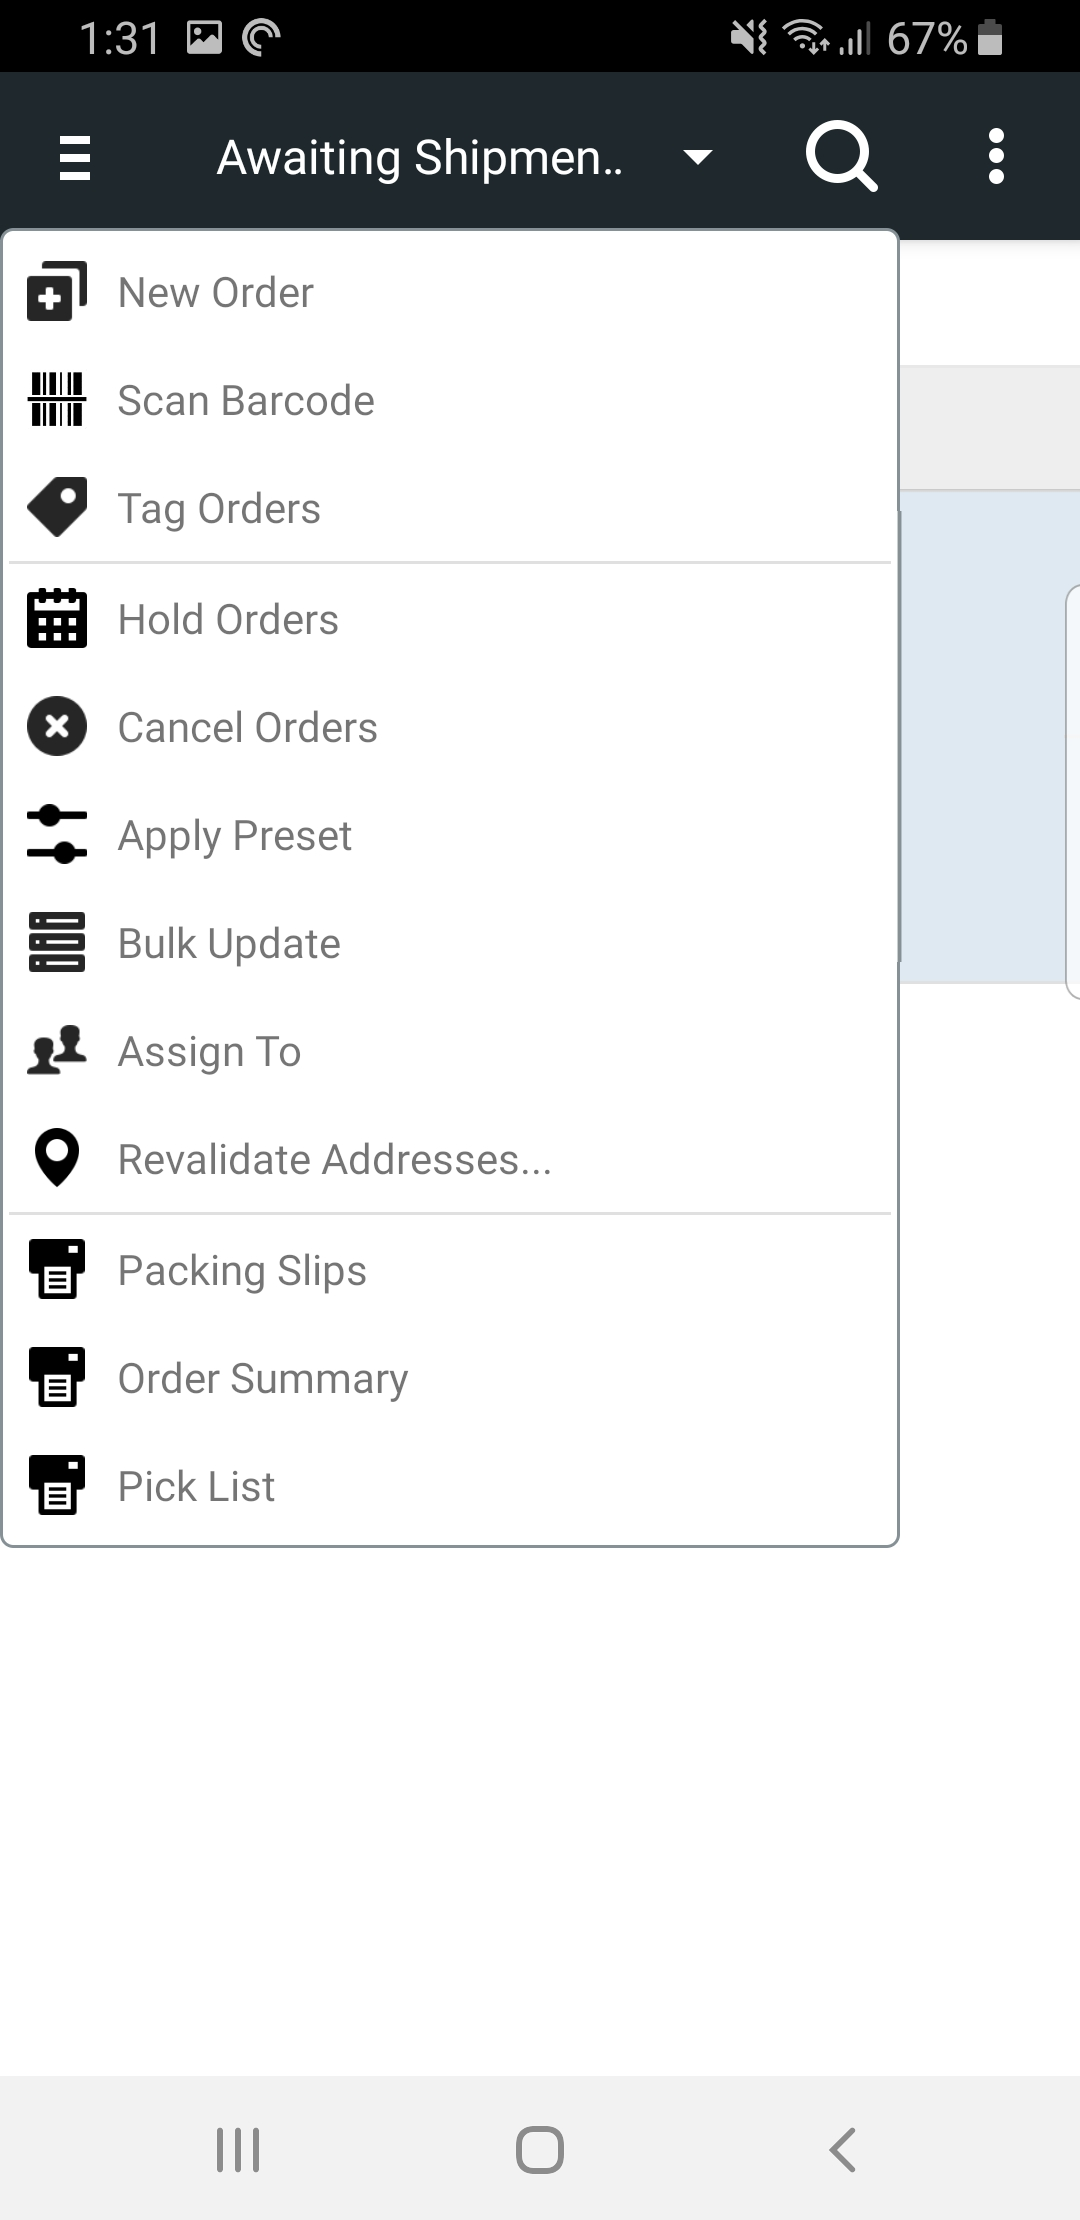 1:31
67%
Awaiting Shipmen..
New Order
Scan Barcode
Tag Orders
Hold Orders
Cancel Orders
Apply Preset
Bulk Update
Assign To
Revalidate Addresses...
Packing Slips
Order Summary
Pick List